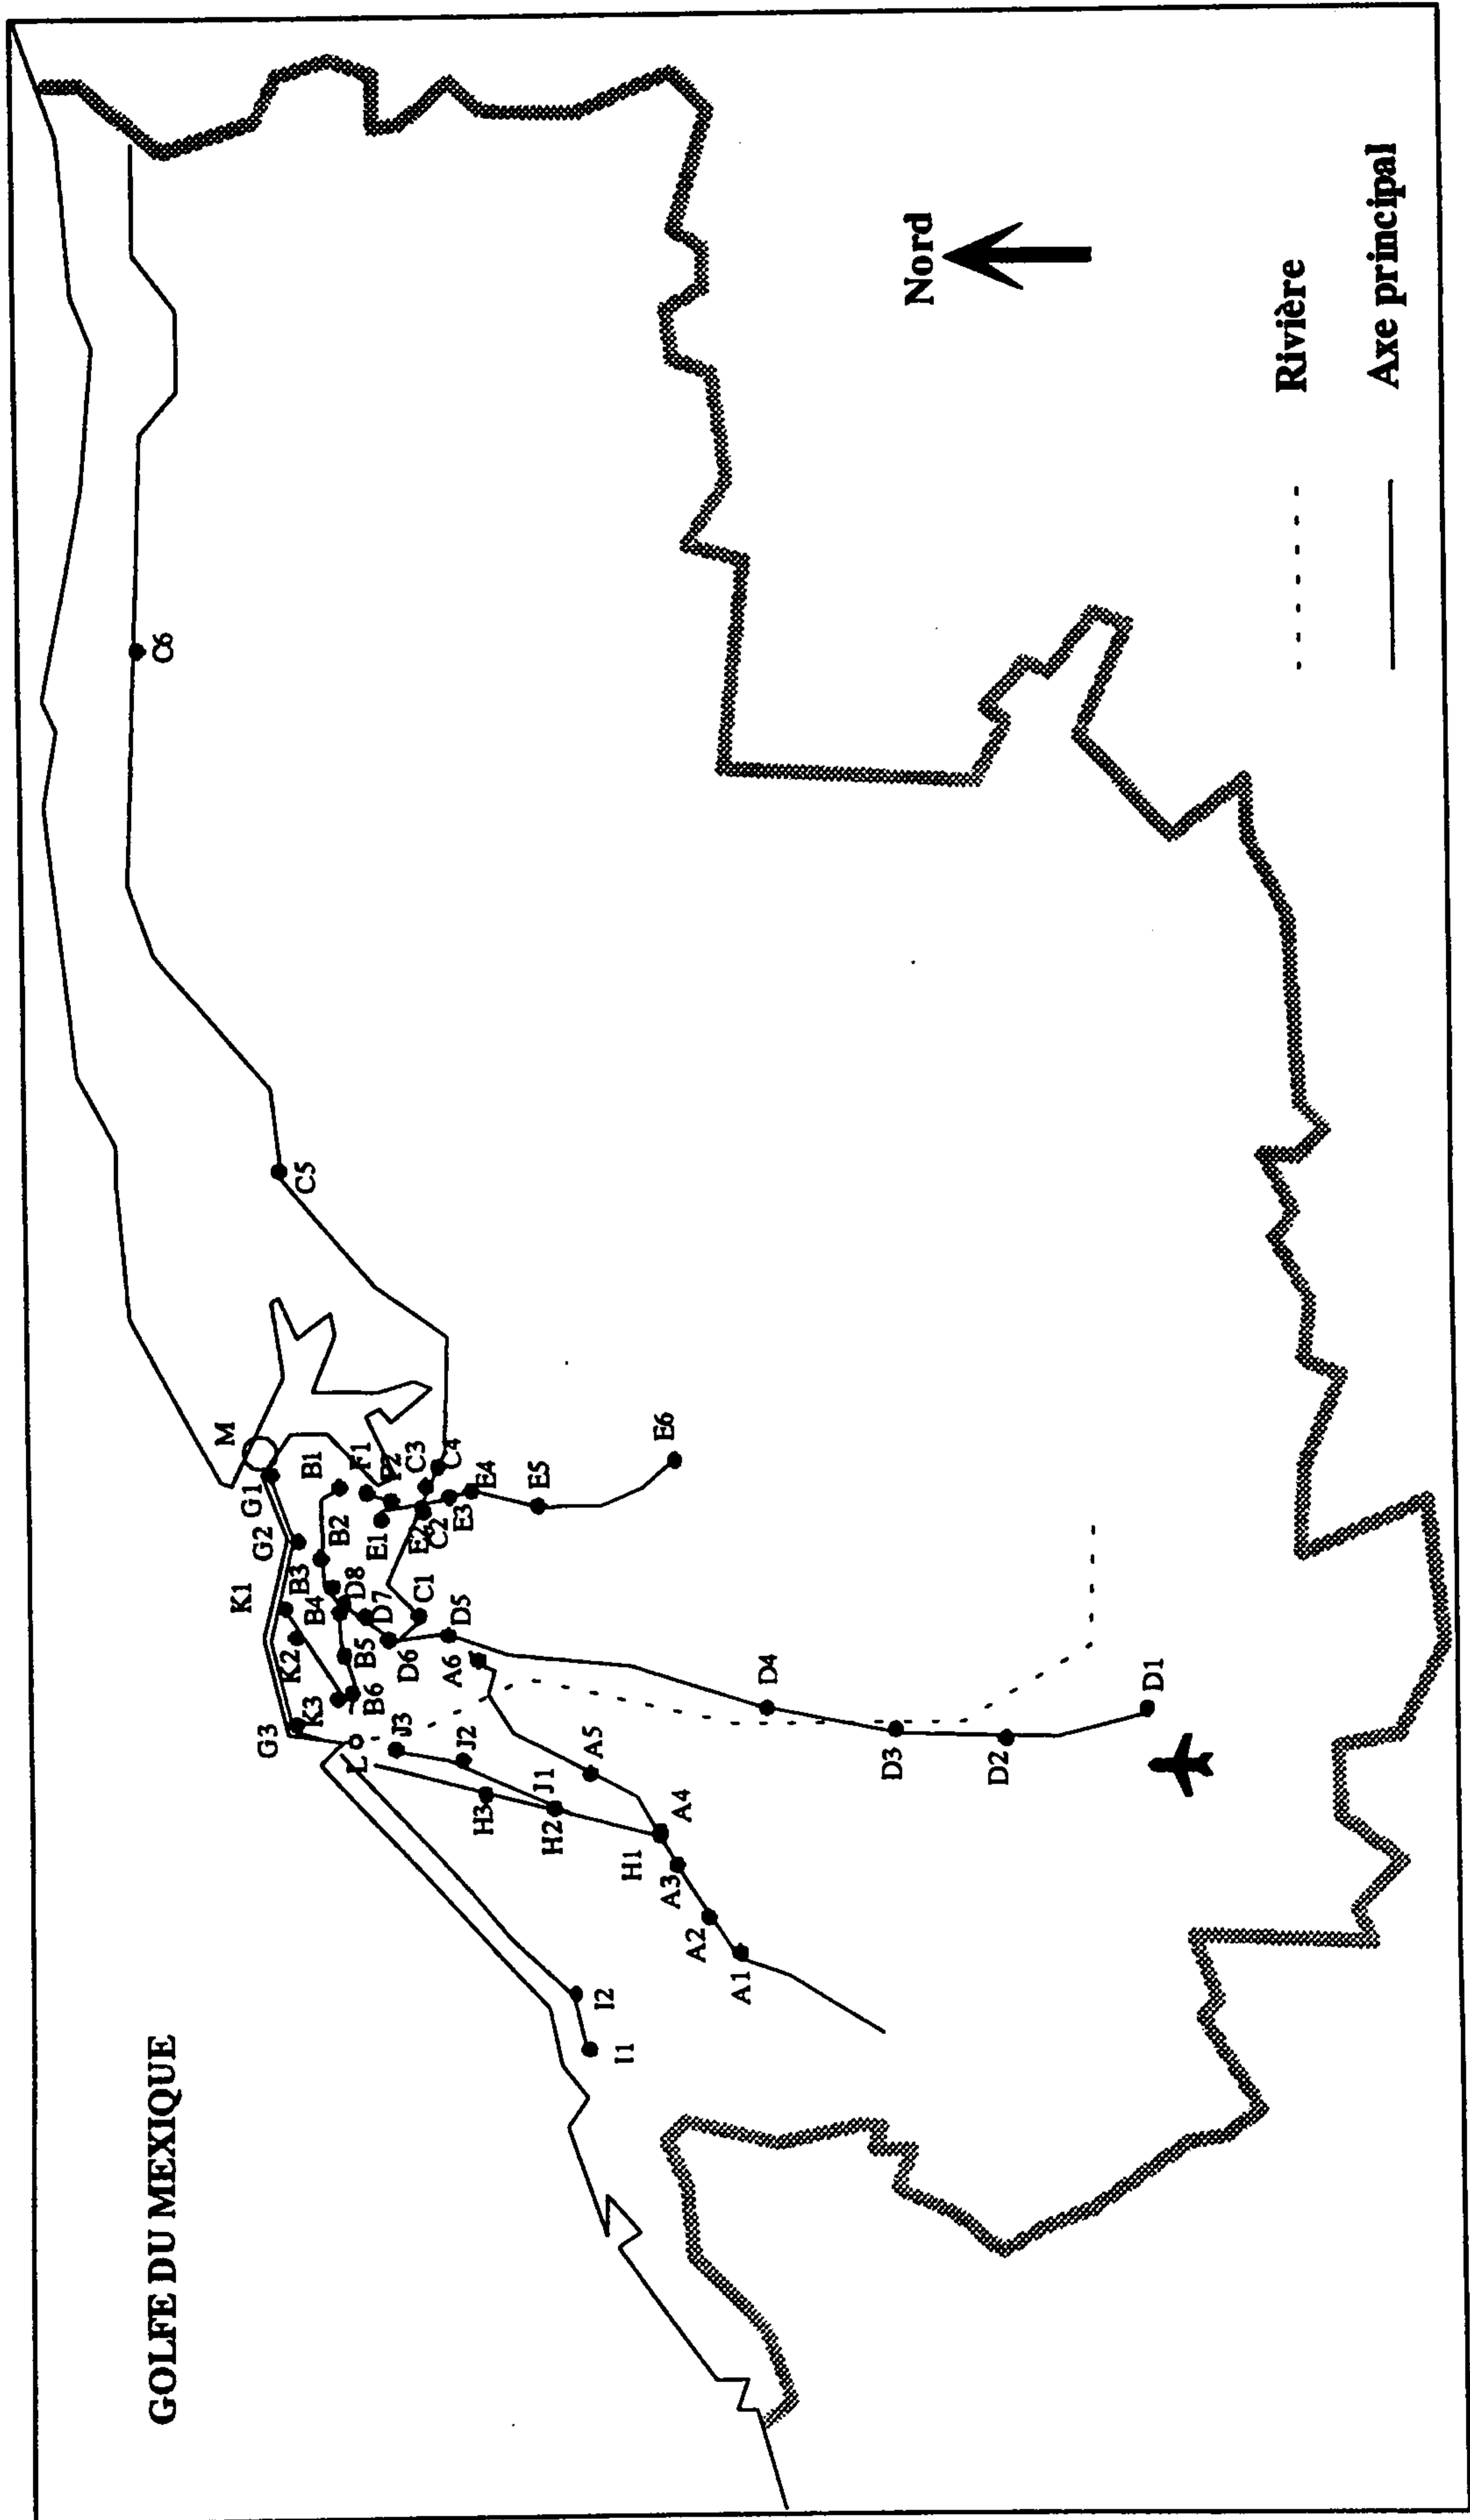 GOLFE DU MEXIQUE
M
G1
G2
G3
K1
K2
K3
B1
B2
B3
B4
B5
B6
F1
F2
C1
C2
C3
C4
C5
C6
E1
E2
E3
E4
E5
E6
D8
D7
D6
D5
D4
D3
D2
D1
L
J3
J2
J1
H3
H2
H1
A6
A5
A4
A3
A2
A1
I2
I1
Nord
Rivière
Axe principal